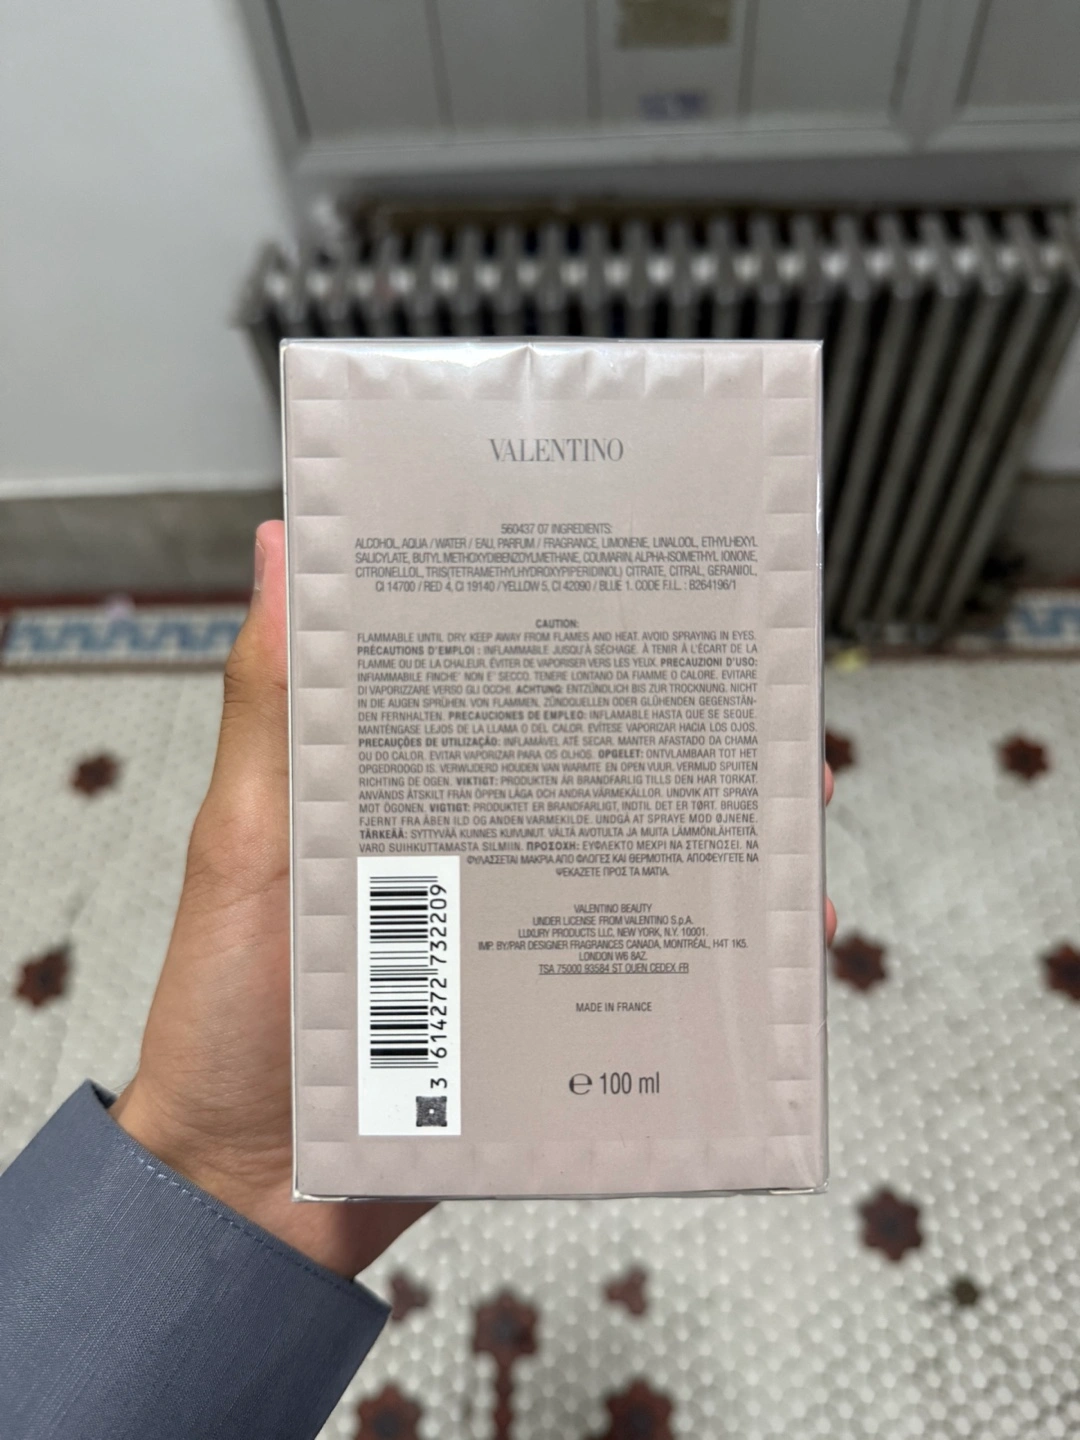 VALENTINO
560437 07 INGREDIENTS:
ALCOHOL, AQUA / WATER / EAU, PARFUM / FRAGRANCE, LIMONENE, LINALOOL, ETHYLHEXYL
SALICYLATE, BUTYL METHOXYDIBENZOYLMETHANE, COUMARIN, ALPHA-ISOMETHYL IONONE,
CITRONELLOL, TRIS(TETRAMETHYLHYDROXYPIPERIDINOL) CITRATE, CITRAL, GERANIOL,
CI 14700 / RED 4, CI 19140 / YELLOW 5, CI 42090 / BLUE 1. CODE F.I.L. : B264196/1
CAUTION:
FLAMMABLE UNTIL DRY. KEEP AWAY FROM FLAMES AND HEAT. AVOID SPRAYING IN EYES.
PRÉCAUTIONS D'EMPLOI : INFLAMMABLE JUSQU'À SÉCHAGE. À TENIR À L'ÉCART DE LA
FLAMME OU DE LA CHALEUR. ÉVITER DE VAPORISER VERS LES YEUX. PRECAUZIONI D'USO:
INFIAMMABILE FINCHE' NON E' SECCO. TENERE LONTANO DA FIAMME O CALORE. EVITARE
DI VAPORIZZARE VERSO GLI OCCHI. ACHTUNG: ENTZÜNDLICH BIS ZUR TROCKNUNG. NICHT
IN DIE AUGEN SPRÜHEN. VON FLAMMEN, ZÜNDQUELLEN ODER GLÜHENDEN GEGENSTÄN-
DEN FERNHALTEN. PRECAUCIONES DE EMPLEO: INFLAMABLE HASTA QUE SE SEQUE.
MANTÉNGASE LEJOS DE LA LLAMA O DEL CALOR. EVÍTESE VAPORIZAR HACIA LOS OJOS.
PRECAUÇÕES DE UTILIZAÇÃO: INFLAMÁVEL ATÉ SECAR. MANTER AFASTADO DA CHAMA
OU DO CALOR. EVITAR VAPORIZAR PARA OS OLHOS. OPGELET: ONTVLAMBAAR TOT HET
OPGEDROOGD IS. VERWIJDERD HOUDEN VAN WARMTE EN OPEN VUUR. VERMIJD SPUITEN
RICHTING DE OGEN. VIKTIGT: PRODUKTEN ÄR BRANDFARLIG TILLS DEN HAR TORKAT.
ANVÄNDS ÅTSKILT FRÅN ÖPPEN LÅGA OCH ANDRA VÄRMEKÄLLOR. UNDVIK ATT SPRAYA
MOT ÖGONEN. VIGTIGT: PRODUKTET ER BRANDFARLIGT, INDTIL DET ER TØRT. BRUGES
FJERNT FRA ÅBEN ILD OG ANDEN VARMEKILDE. UNDGÅ AT SPRAYE MOD ØJNENE.
TÄRKEÄÄ: SYTTYVÄÄ KUNNES KUIVUNUT. VÄLTÄ AVOTULTA JA MUITA LÄMMÖNLÄHTEITÄ.
VARO SUIHKUTTAMASTA SILMIIN. ΠΡΟΣΟΧΗ: ΕΥΦΛΕΚΤΟ ΜΕΧΡΙ ΝΑ ΣΤΕΓΝΩΣΕΙ. ΝΑ
ΦΥΛΑΣΣΕΤΑΙ ΜΑΚΡΙΑ ΑΠΟ ΦΛΟΓΕΣ ΚΑΙ ΘΕΡΜΟΤΗΤΑ. ΑΠΟΦΕΥΓΕΤΕ ΝΑ
ΨΕΚΑΖΕΤΕ ΠΡΟΣ ΤΑ ΜΑΤΙΑ.
VALENTINO BEAUTY
UNDER LICENSE FROM VALENTINO S.p.A.
LUXURY PRODUCTS LLC, NEW YORK, N.Y. 10001.
IMP. BY/PAR DESIGNER FRAGRANCES CANADA, MONTRÉAL, H4T 1K5.
LONDON W6 8AZ.
TSA 75000 93584 ST OUEN CEDEX FR
MADE IN FRANCE
℮ 100 ml
3 614272 732209